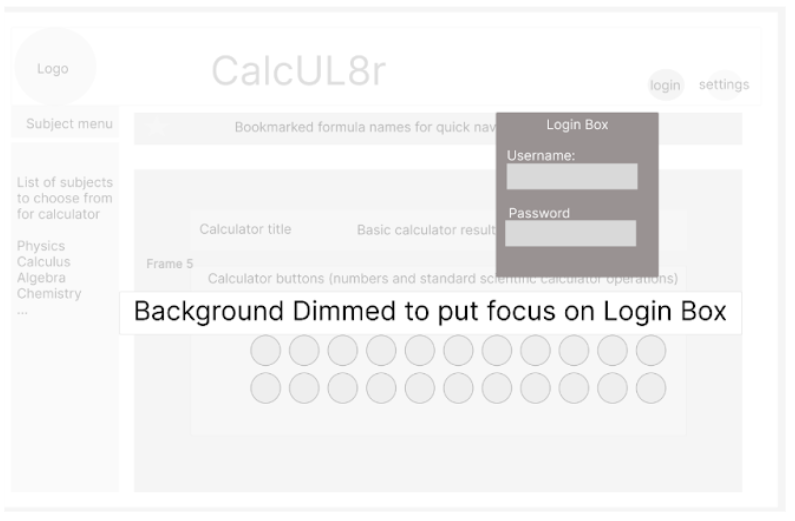 Logo
CalcUL8r
login
settings
Subject menu
Bookmarked formula names for quick nav
Login Box
Username:
Password
List of subjects
to choose from
for calculator
Physics
Calculus
Algebra
Chemistry
...
Calculator title
Basic calculator result
Frame 5
Calculator buttons (numbers and standard scientific calculator operations)
Background Dimmed to put focus on Login Box